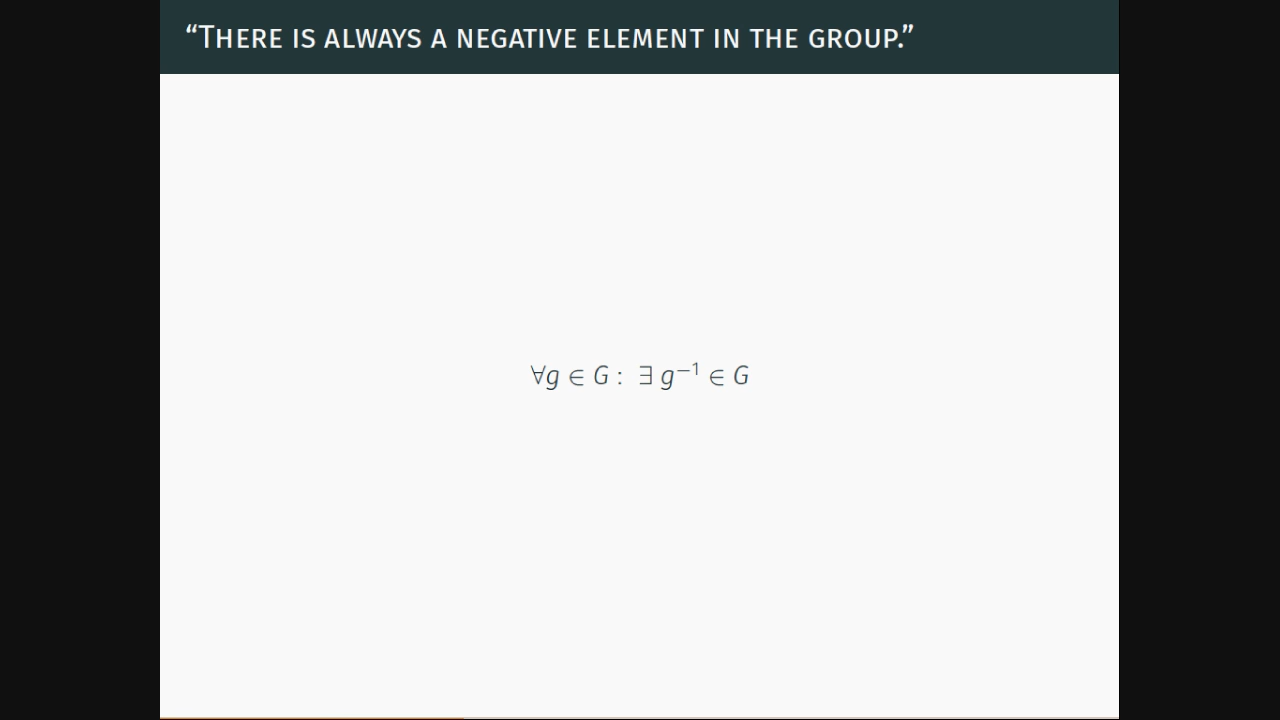 “There is always a negative element in the group.”
∀g ∈ G : ∃ g⁻¹ ∈ G